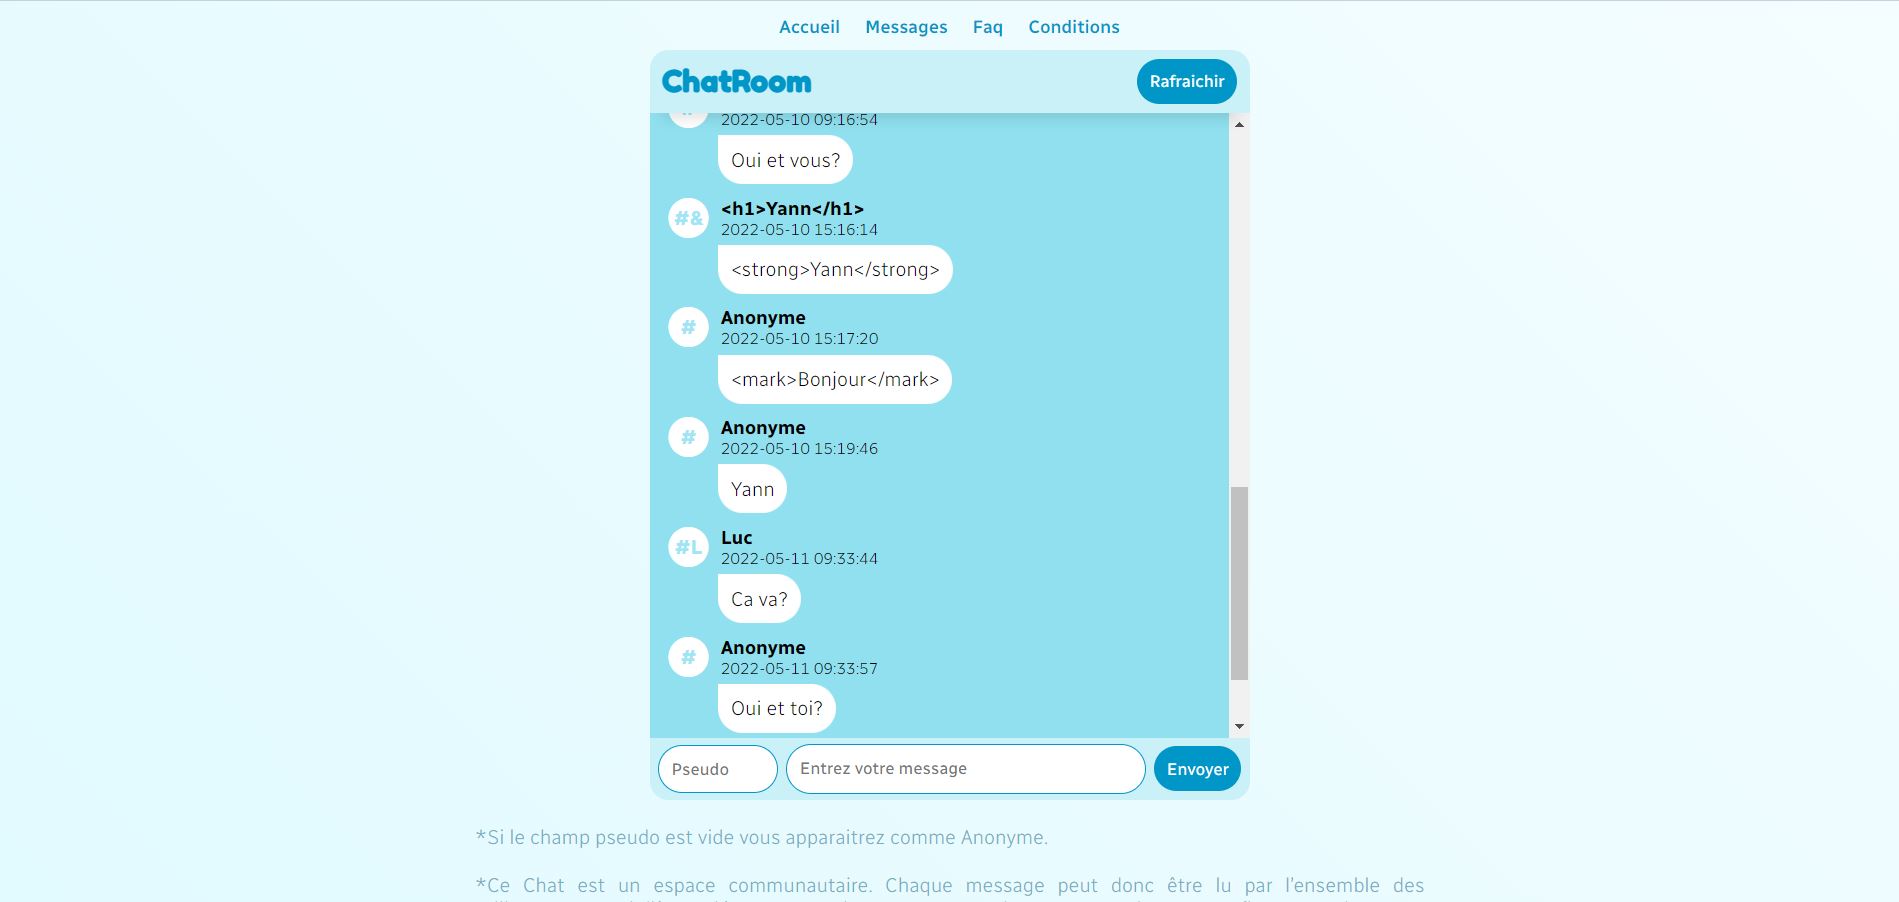 Accueil Messages Faq Conditions
ChatRoom Rafraichir
#
2022-05-10 09:16:54
Oui et vous?
#& <h1>Yann</h1>
2022-05-10 15:16:14
<strong>Yann</strong>
# Anonyme
2022-05-10 15:17:20
<mark>Bonjour</mark>
# Anonyme
2022-05-10 15:19:46
Yann
#L Luc
2022-05-11 09:33:44
Ca va?
# Anonyme
2022-05-11 09:33:57
Oui et toi?
Pseudo Entrez votre message Envoyer
*Si le champ pseudo est vide vous apparaitrez comme Anonyme.
*Ce Chat est un espace communautaire. Chaque message peut donc être lu par l'ensemble des